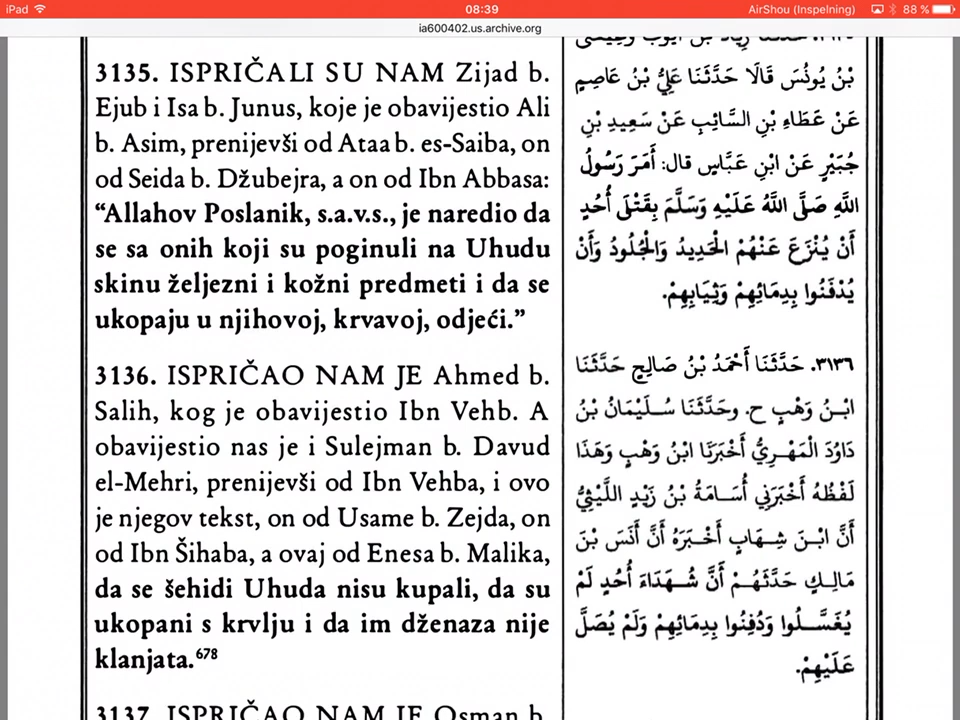 iPad
08:39
AirShou (Inspelning)
88 %
ia600402.us.archive.org
3135. ISPRIČALI SU NAM Zijad b.
Ejub i Isa b. Junus, koje je obavijestio Ali
b. Asim, prenijevši od Ataa b. es-Saiba, on
od Seida b. Džubejra, a on od Ibn Abbasa:
“Allahov Poslanik, s.a.v.s., je naredio da
se sa onih koji su poginuli na Uhudu
skinu željezni i kožni predmeti i da se
ukopaju u njihovoj, krvavoj, odjeći.”
3136. ISPRIČAO NAM JE Ahmed b.
Salih, kog je obavijestio Ibn Vehb. A
obavijestio nas je i Sulejman b. Davud
el-Mehri, prenijevši od Ibn Vehba, i ovo
je njegov tekst, on od Usame b. Zejda, on
od Ibn Šihaba, a ovaj od Enesa b. Malika,
da se šehidi Uhuda nisu kupali, da su
ukopani s krvlju i da im dženaza nije
klanjata.⁶⁷⁸
3137. ISPRIČAO NAM JE Osman b.
بْنُ يُونُسَ قَالَا حَدَّثَنَا عَلِيُّ بْنُ عَاصِمٍ
عَنْ عَطَاءِ بْنِ السَّائِبِ عَنْ سَعِيدِ بْنِ
جُبَيْرٍ عَنْ ابْنِ عَبَّاسٍ قال: أَمَرَ رَسُولُ
اللَّهِ صَلَّى اللَّهُ عَلَيْهِ وَسَلَّمَ بِقَتْلَى أُحُدٍ
أَنْ يُنْزَعَ عَنْهُمْ الْحَدِيدُ وَالْجُلُودُ وَأَنْ
يُدْفَنُوا بِدِمَائِهِمْ وَثِيَابِهِمْ.
٣١٣٦. حَدَّثَنَا أَحْمَدُ بْنُ صَالِحٍ حَدَّثَنَا
ابْنُ وَهْبٍ ح. وحَدَّثَنَا سُلَيْمَانُ بْنُ
دَاوُدَ الْمَهْرِيُّ أَخْبَرَنَا ابْنُ وَهْبٍ وَهَذَا
لَفْظُهُ أَخْبَرَنِي أُسَامَةُ بْنُ زَيْدٍ اللَّيْثِيُّ
أَنَّ ابْنَ شِهَابٍ أَخْبَرَهُ أَنَّ أَنَسَ بْنَ
مَالِكٍ حَدَّثَهُمْ أَنَّ شُهَدَاءَ أُحُدٍ لَمْ
يُغَسَّلُوا وَدُفِنُوا بِدِمَائِهِمْ وَلَمْ يُصَلَّ
عَلَيْهِمْ.